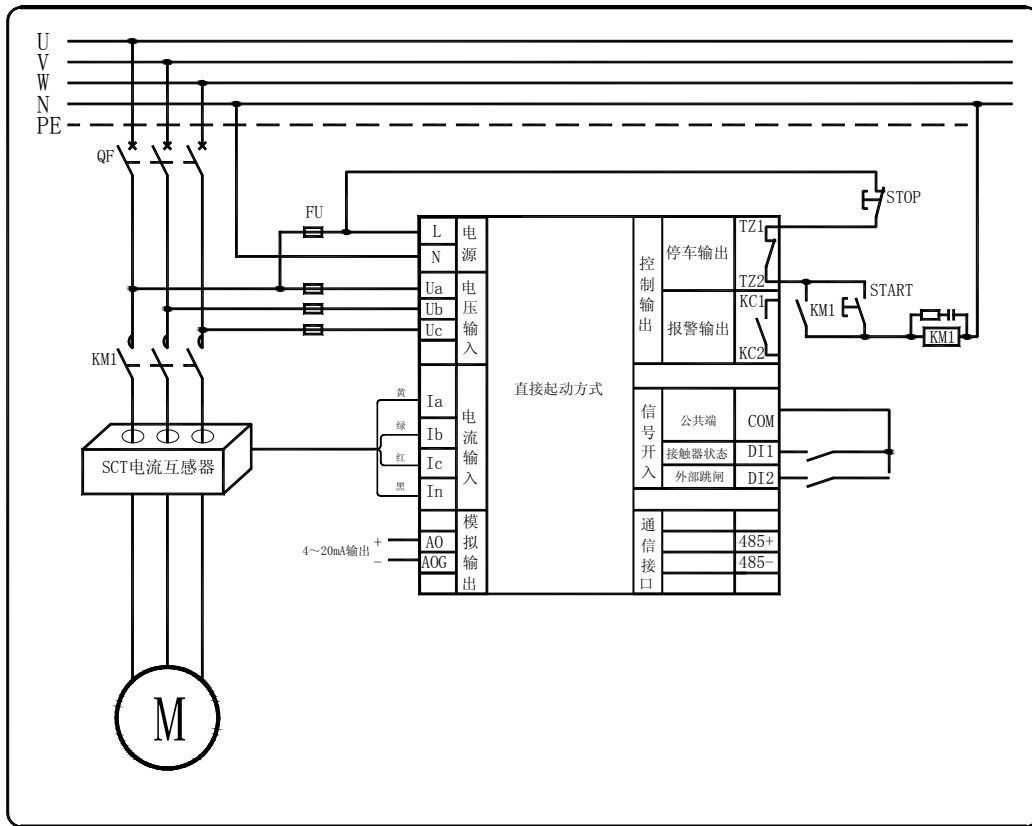 U
V
W
N
PE
QF
FU
STOP
L
N
电源
Ua
Ub
Uc
电压输入
KM1
Ia
Ib
Ic
In
电流输入
黄
绿
红
黑
SCT电流互感器
4～20mA输出
+
-
AO
AOG
模拟输出
M
直接起动方式
控制输出
停车输出
报警输出
TZ1
TZ2
KC1
KC2
KM1
START
KM1
信号开入
公共端
COM
接触器状态
DI1
外部跳闸
DI2
通信接口
485+
485-